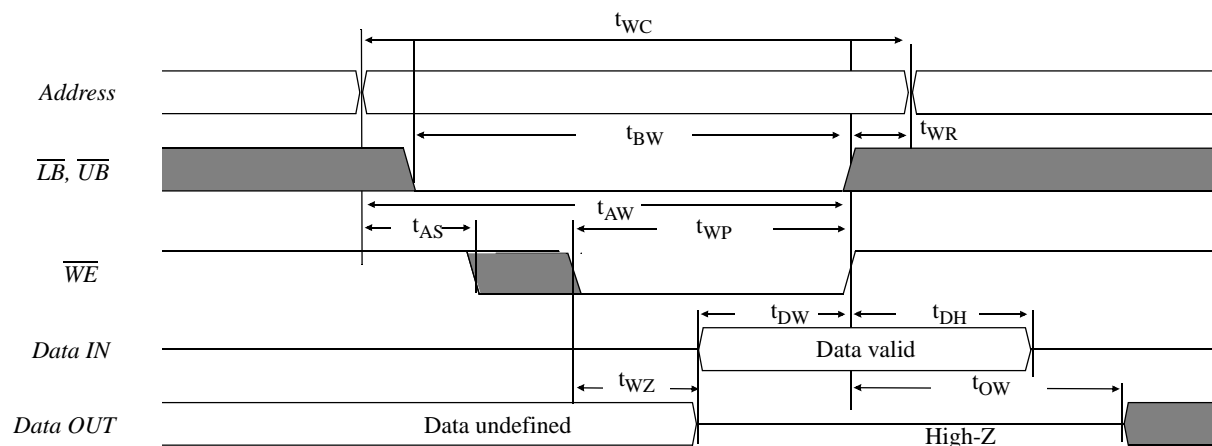 tWC
Address
tBW
tWR
LB, UB
tAW
tAS
tWP
WE
tDW
tDH
Data IN
Data valid
tWZ
tOW
Data OUT
Data undefined
High-Z